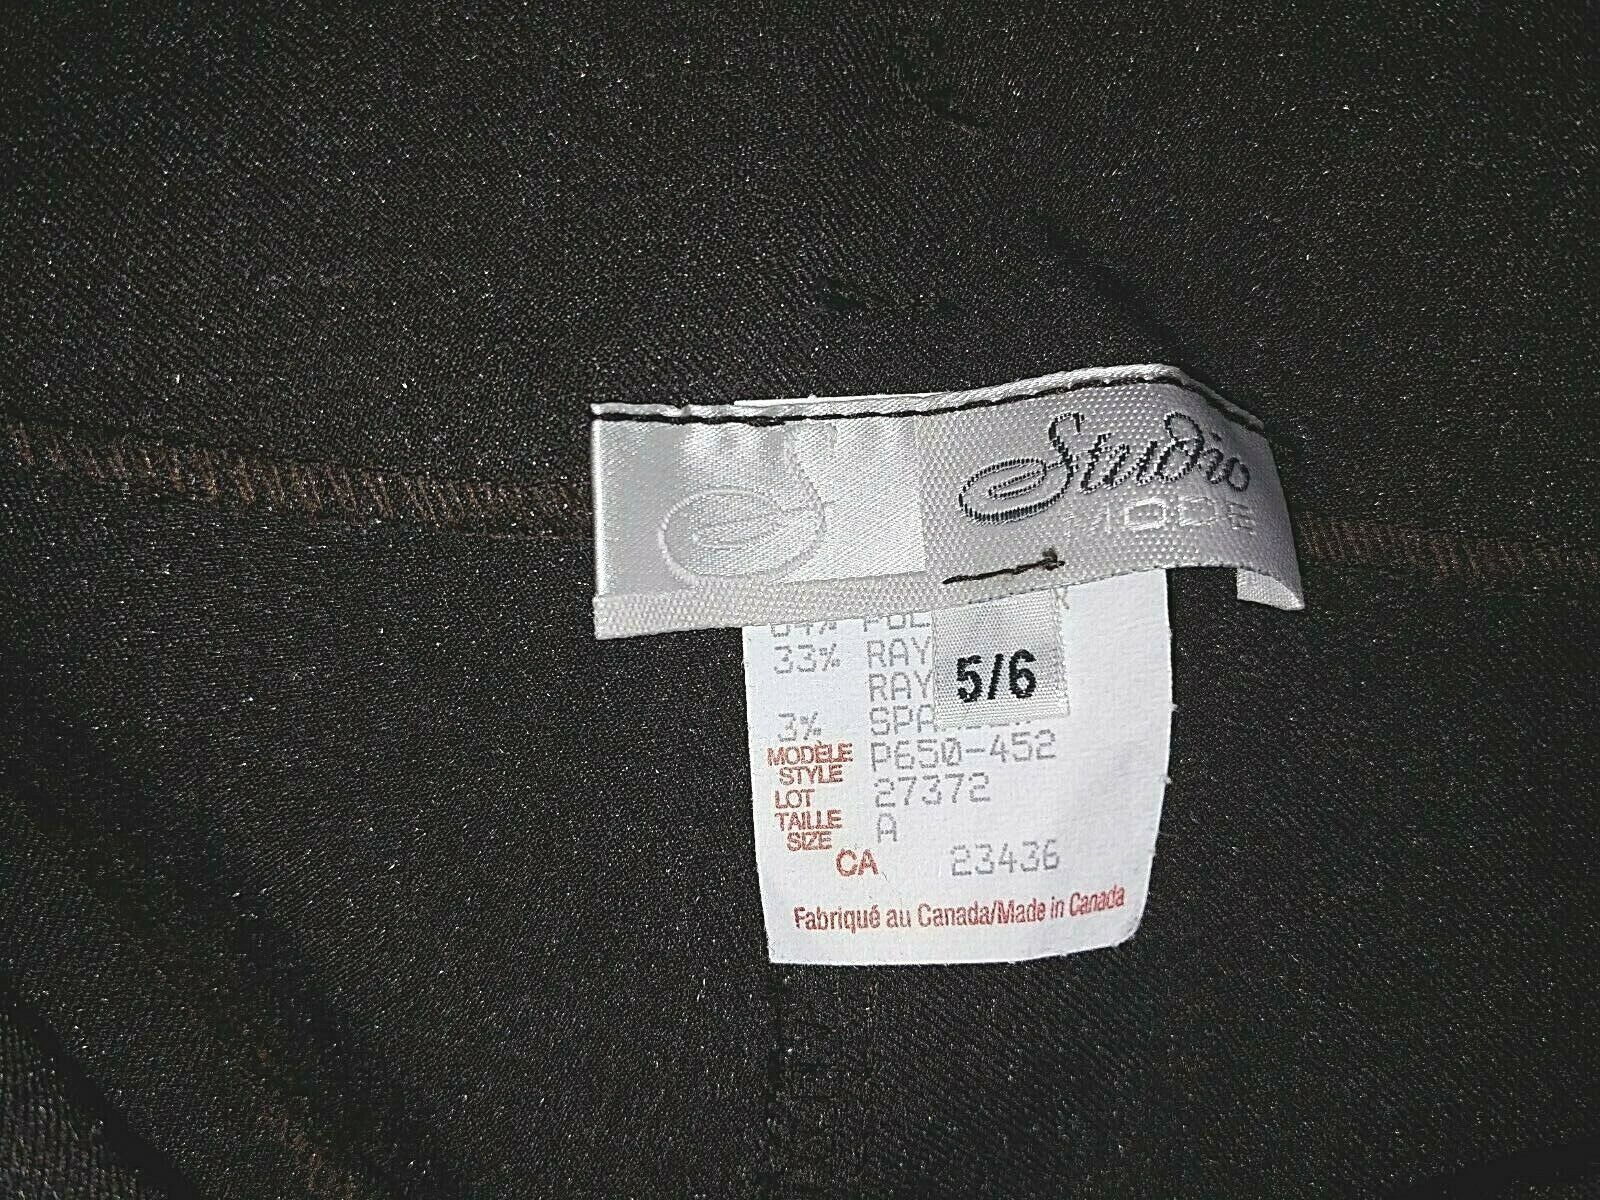 Studio
MODE
5/6
33% RAY
RAY
3% SPA
MODÈLE
STYLE P650-452
LOT 27372
TAILLE
SIZE A
CA 23436
Fabriqué au Canada/Made in Canada